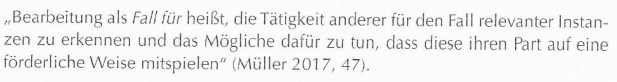 „Bearbeitung als Fall für heißt, die Tätigkeit anderer für den Fall relevanter Instan-
zen zu erkennen und das Mögliche dafür zu tun, dass diese ihren Part auf eine
förderliche Weise mitspielen“ (Müller 2017, 47).